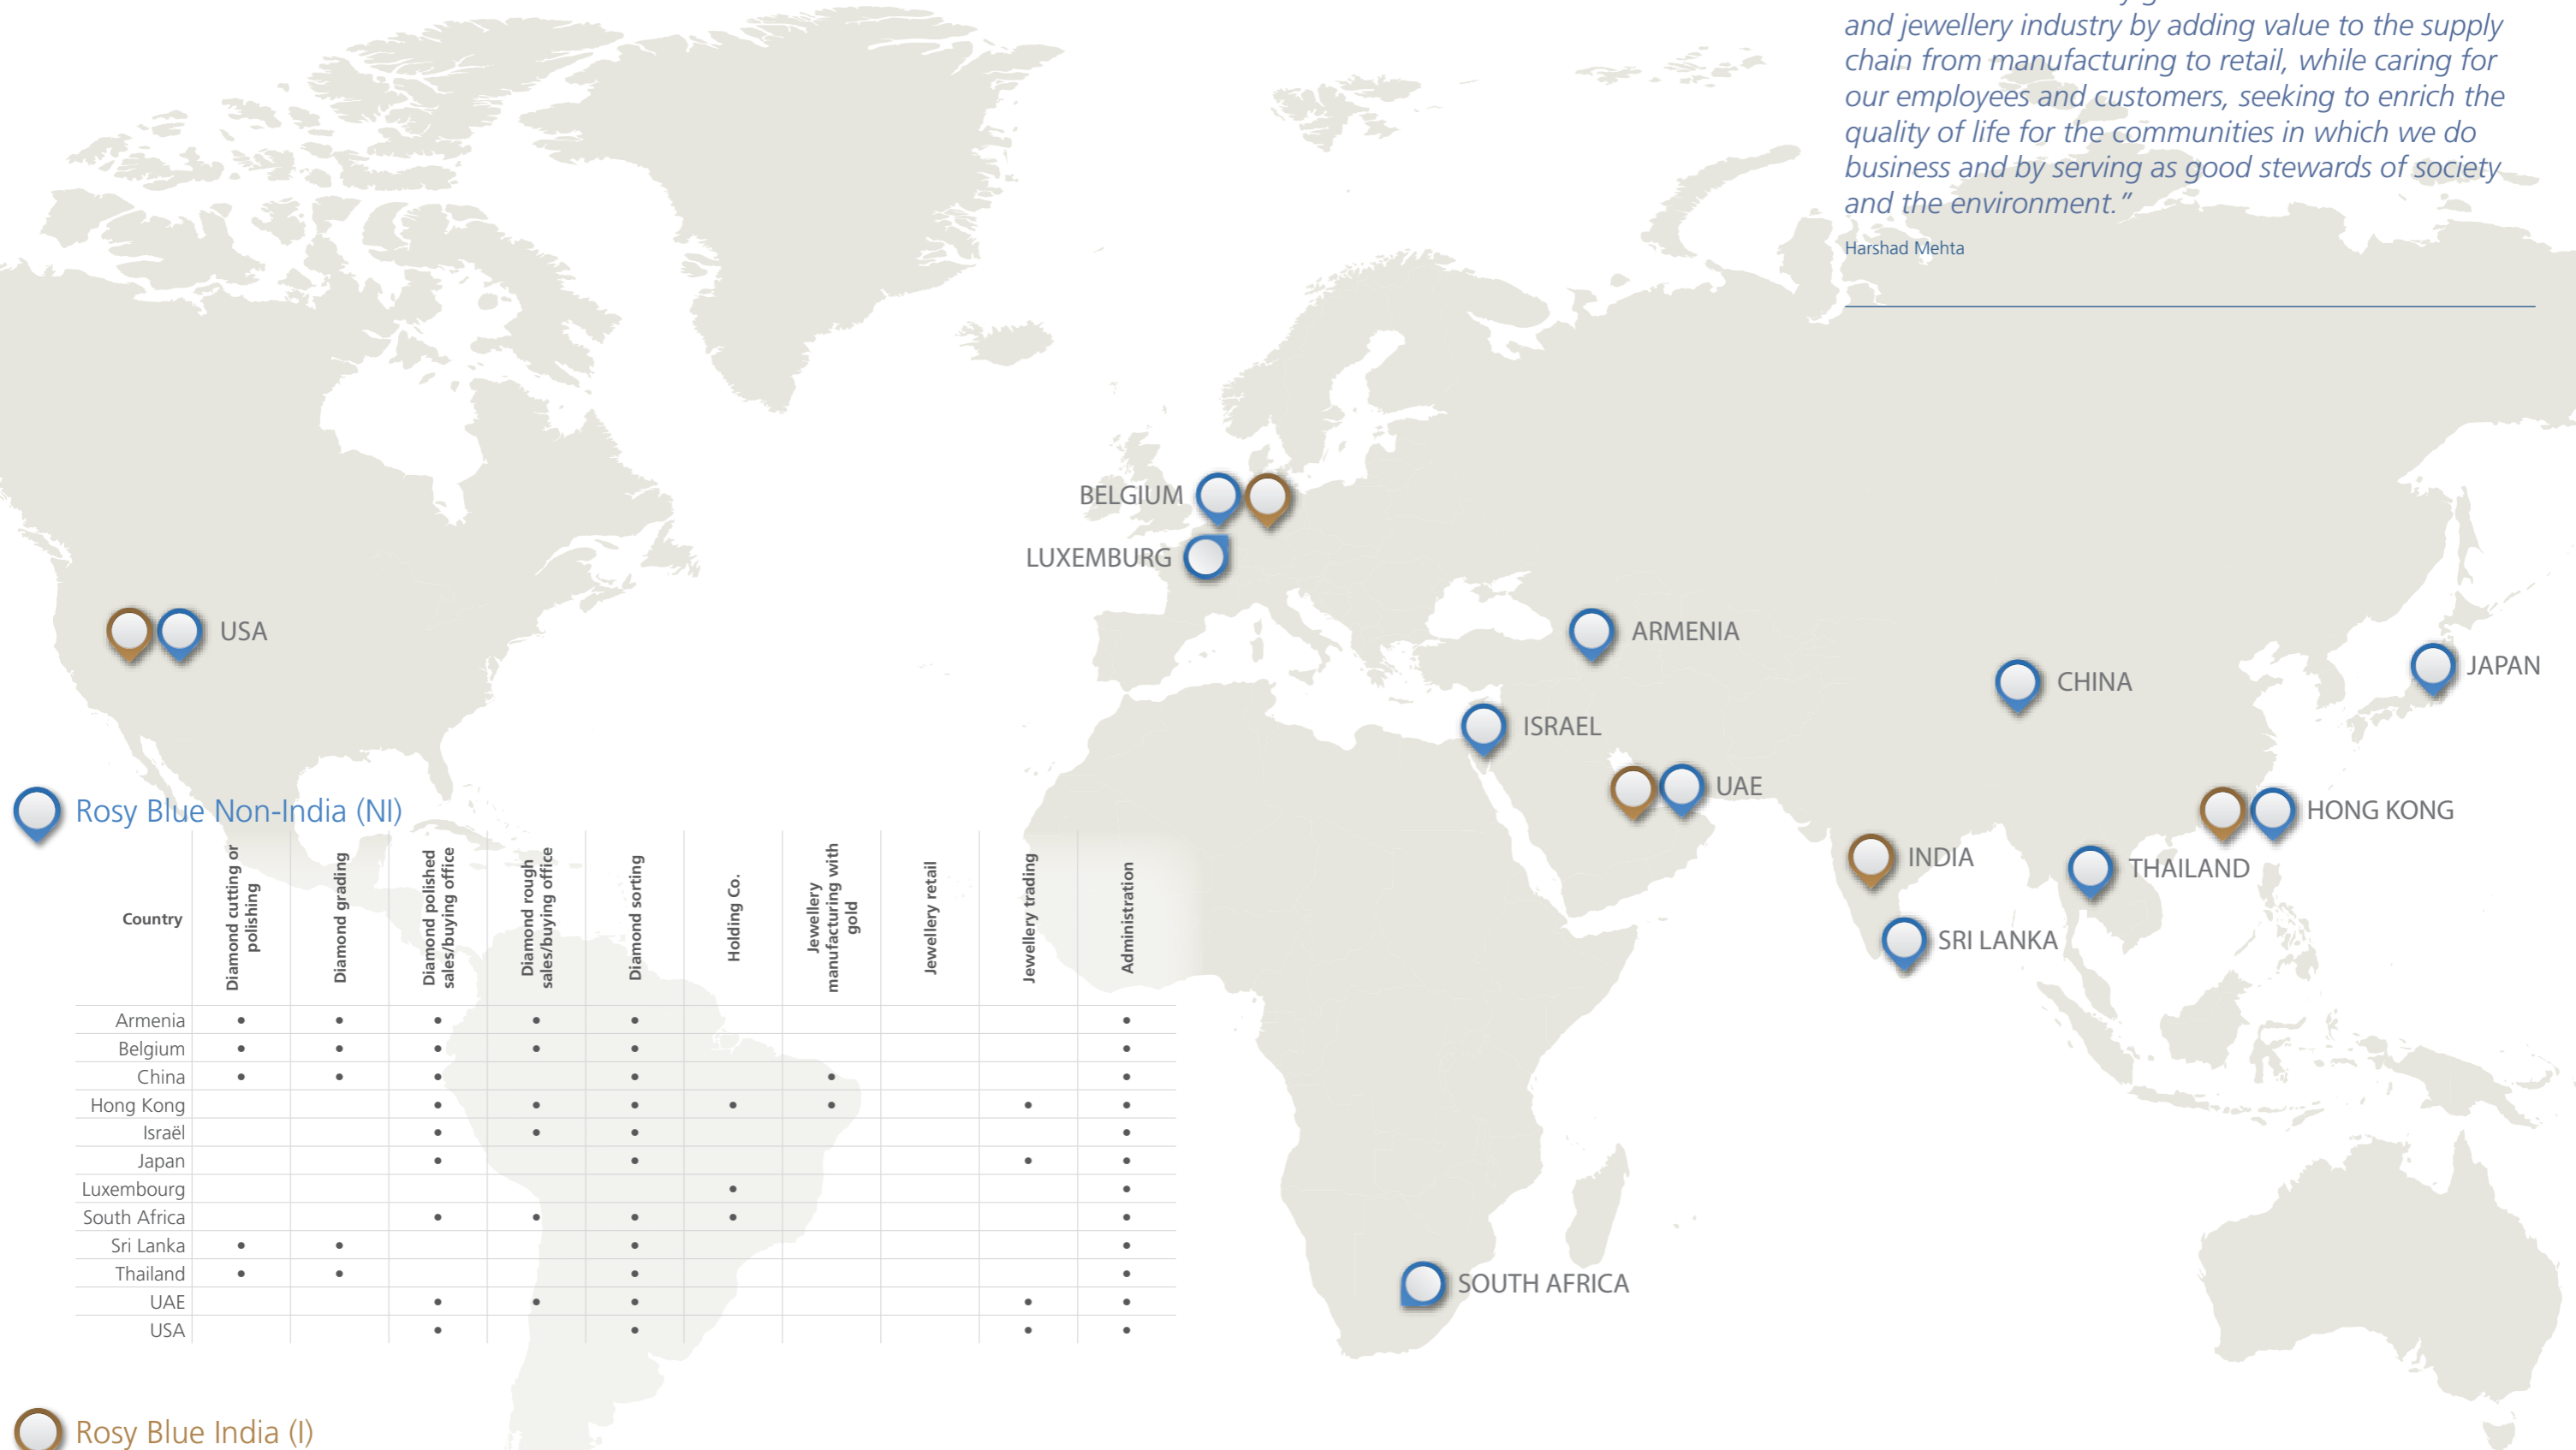 and jewellery industry by adding value to the supply
chain from manufacturing to retail, while caring for
our employees and customers, seeking to enrich the
quality of life for the communities in which we do
business and by serving as good stewards of society
and the environment.”
Harshad Mehta
BELGIUM
LUXEMBURG
USA
ARMENIA
CHINA
JAPAN
ISRAEL
UAE
HONG KONG
INDIA
THAILAND
SRI LANKA
SOUTH AFRICA
Rosy Blue Non-India (NI)
Country
Diamond cutting or
polishing
Diamond grading
Diamond polished
sales/buying office
Diamond rough
sales/buying office
Diamond sorting
Holding Co.
Jewellery
manufacturing with
gold
Jewellery retail
Jewellery trading
Administration
Armenia • • • • • •
Belgium • • • • • •
China • • • • • •
Hong Kong • • • • • • •
Israël • • • •
Japan • • • •
Luxembourg • •
South Africa • • • • •
Sri Lanka • • • •
Thailand • • • •
UAE • • • • •
USA • • • •
Rosy Blue India (I)